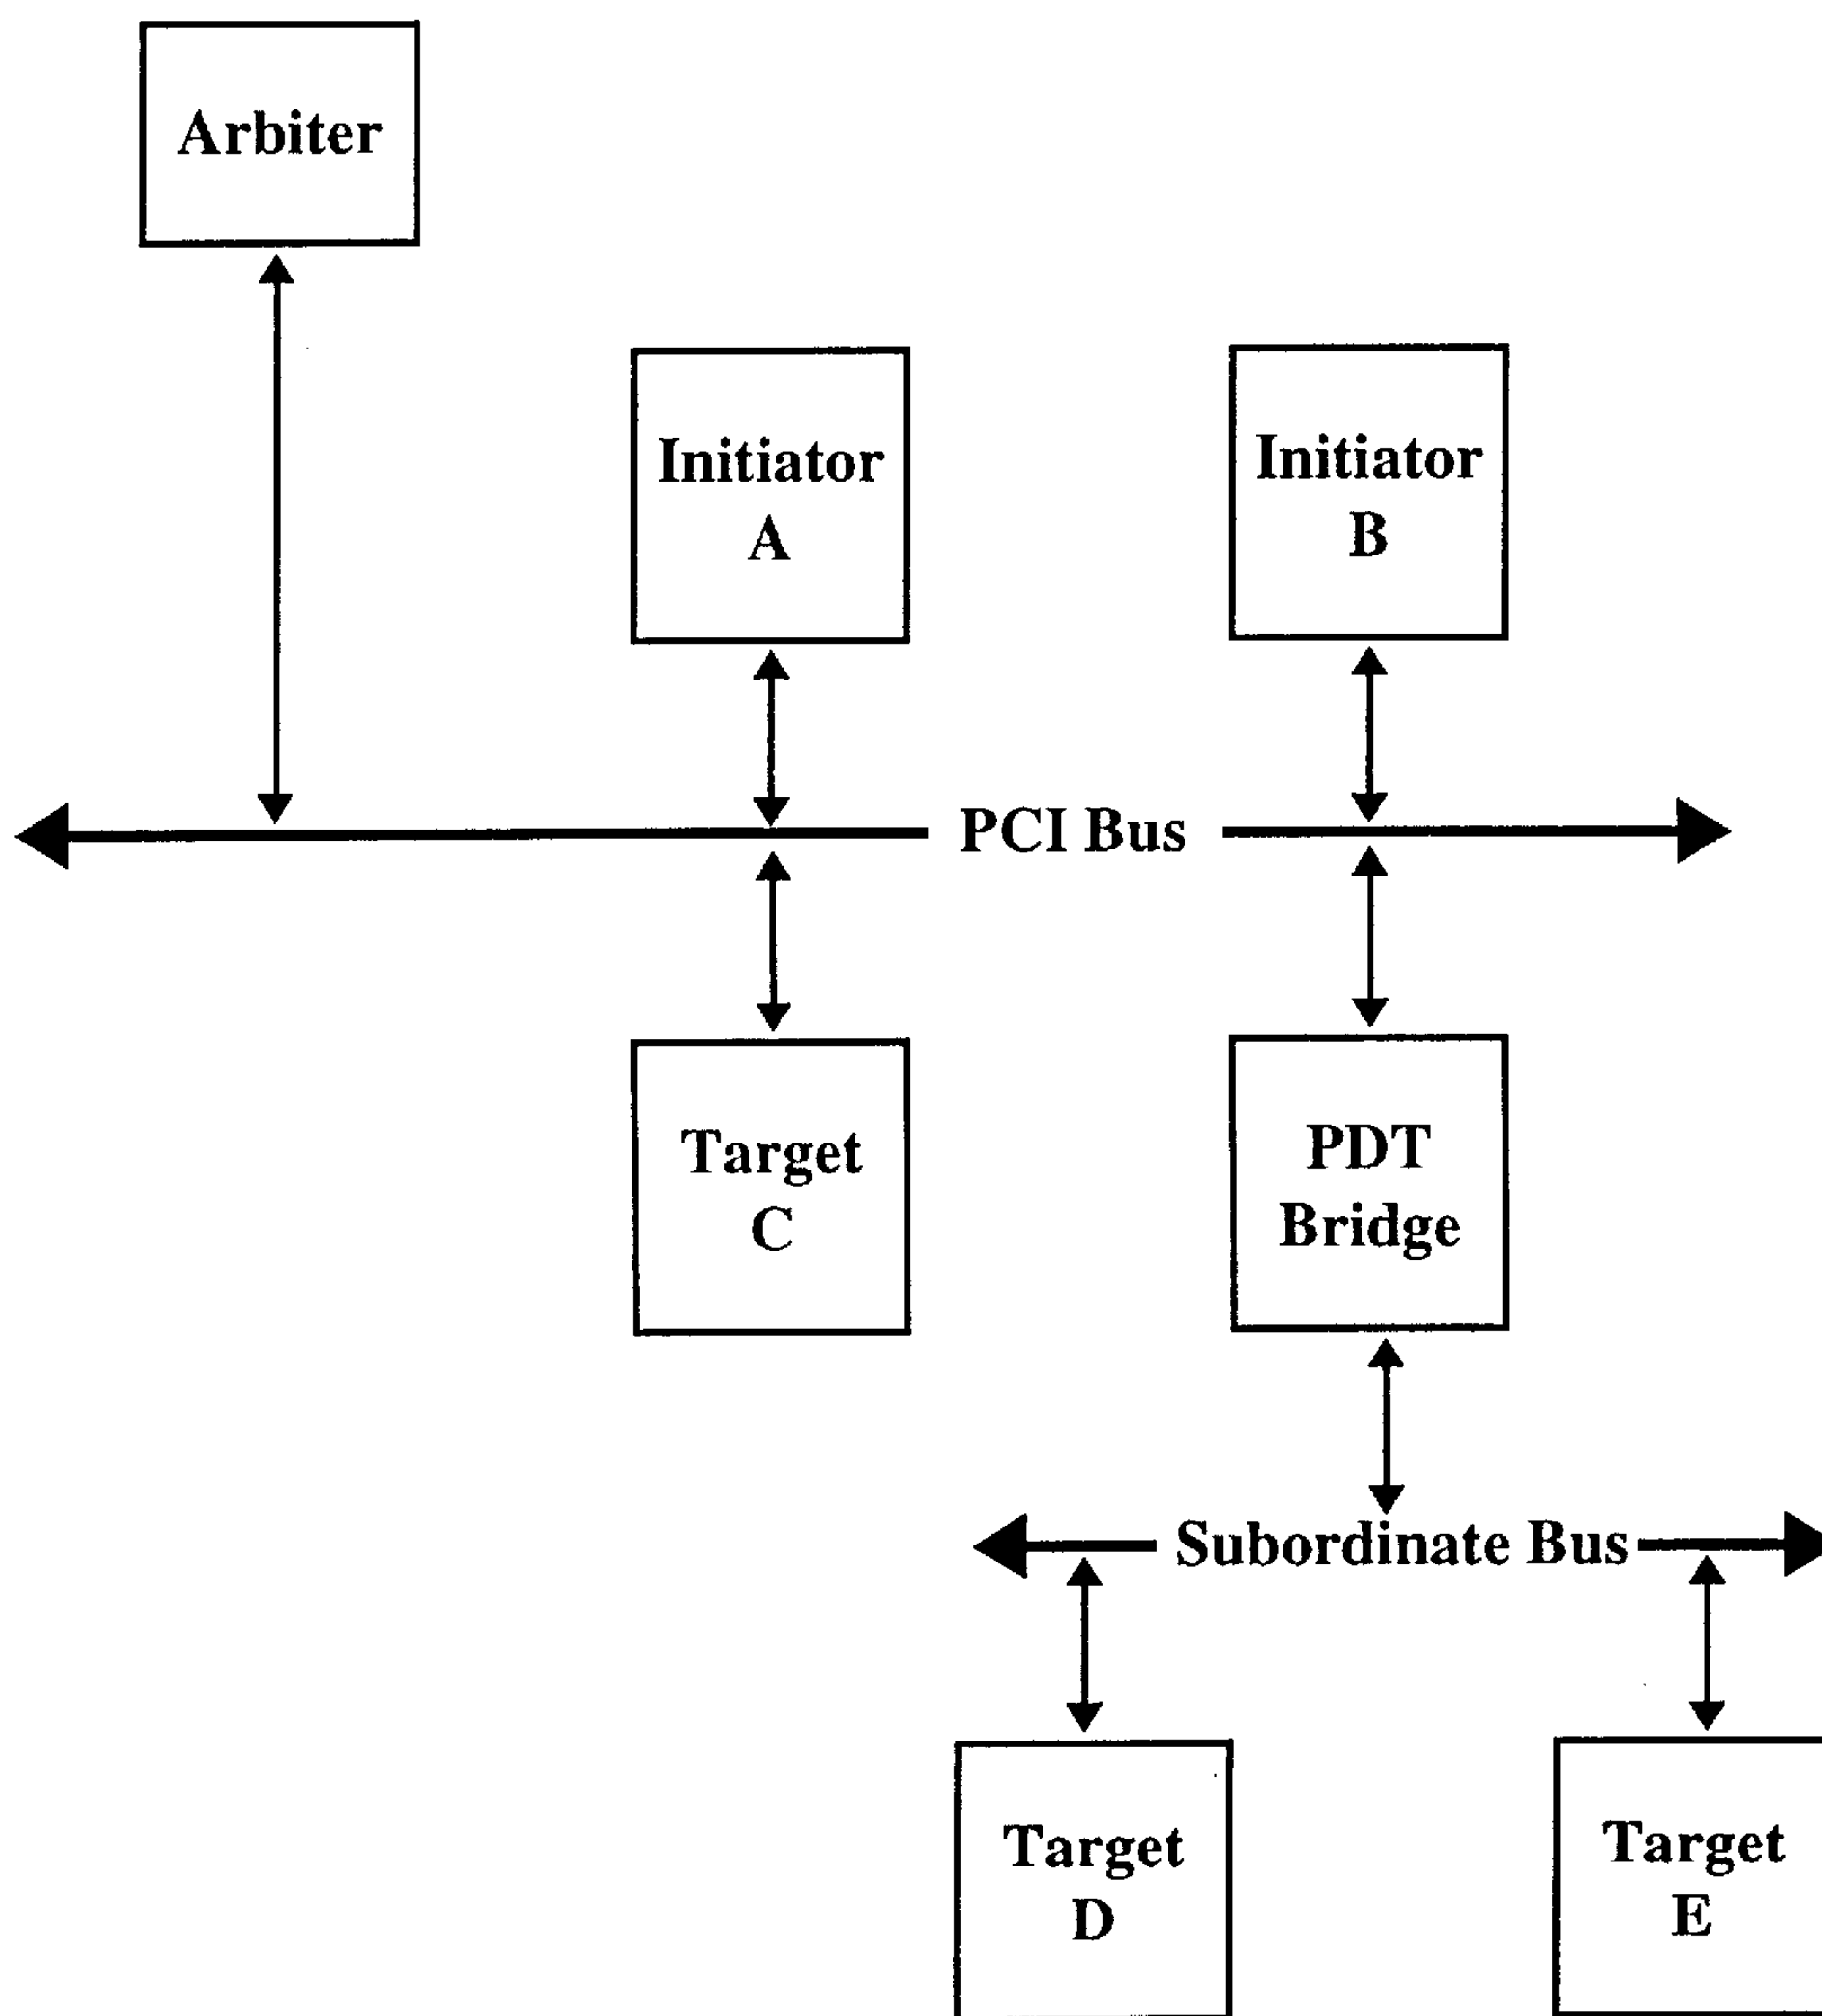 Arbiter
Initiator
A
Initiator
B
PCI Bus
Target
C
PDT
Bridge
Subordinate Bus
Target
D
Target
E